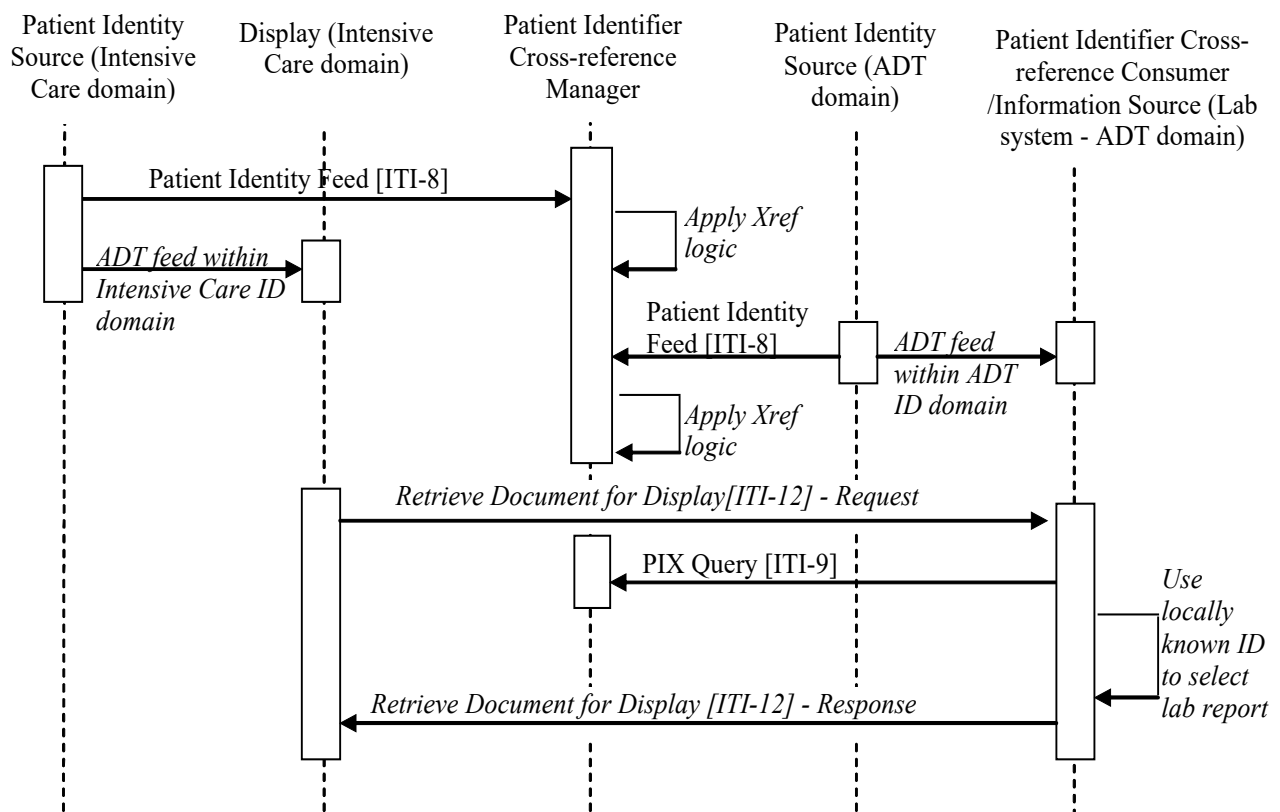 Patient Identity
Source (Intensive
Care domain)
Display (Intensive
Care domain)
Patient Identifier
Cross-reference
Manager
Patient Identity
Source (ADT
domain)
Patient Identifier Cross-
reference Consumer
/Information Source (Lab
system - ADT domain)
Patient Identity Feed [ITI-8]
Apply Xref
logic
ADT feed within
Intensive Care ID
domain
Patient Identity
Feed [ITI-8]
ADT feed
within ADT
ID domain
Apply Xref
logic
Retrieve Document for Display[ITI-12] - Request
PIX Query [ITI-9]
Use
locally
known ID
to select
lab report
Retrieve Document for Display [ITI-12] - Response